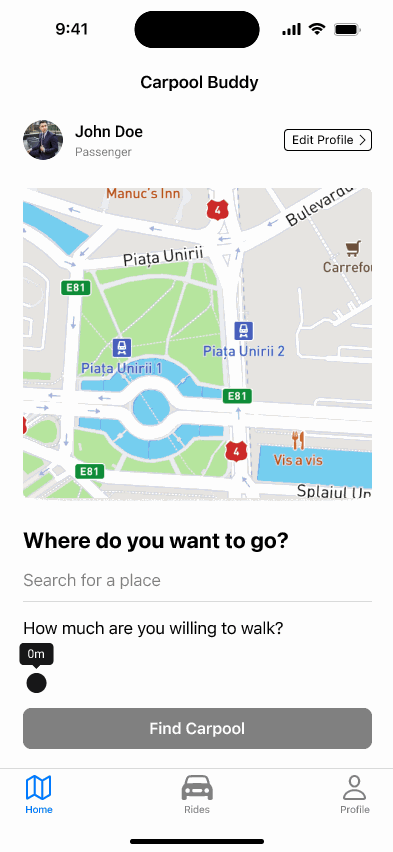 9:41
Carpool Buddy
John Doe
Passenger
Edit Profile >
Manuc's Inn
4
Bulevardu
Piața Unirii
Carrefou
E81
Piața Unirii 2
Piața Unirii 1
E81
4
Vis a vis
E81
Splaiul Un
Where do you want to go?
Search for a place
How much are you willing to walk?
0m
Find Carpool
Home
Rides
Profile